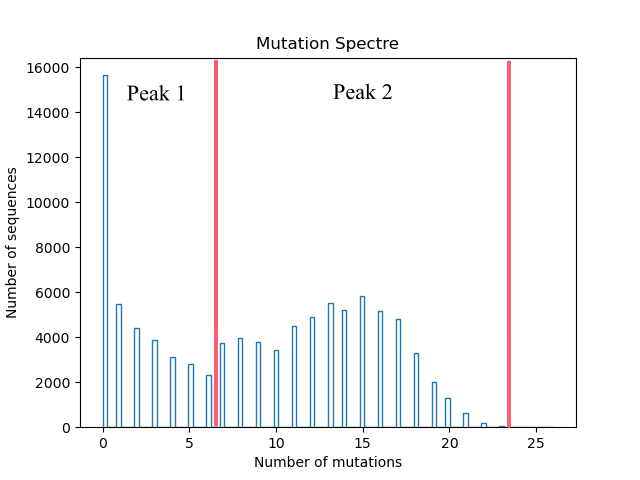 Mutation Spectre
Peak 1
Peak 2
Number of sequences
16000
14000
12000
10000
8000
6000
4000
2000
0
0 5 10 15 20 25
Number of mutations